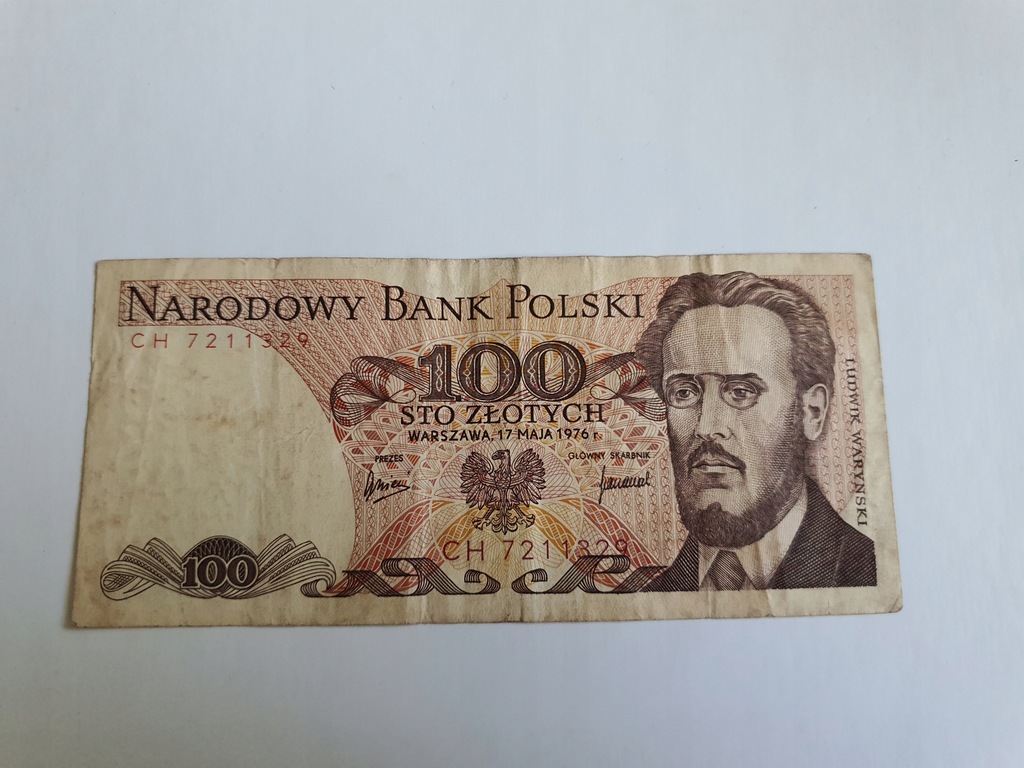 NARODOWY BANK POLSKI
CH 7211329
100
STO ZŁOTYCH
WARSZAWA, 17 MAJA 1976 r.
PREZES
GŁÓWNY SKARBNIK
CH 7211329
100
LUDWIK WARYŃSKI